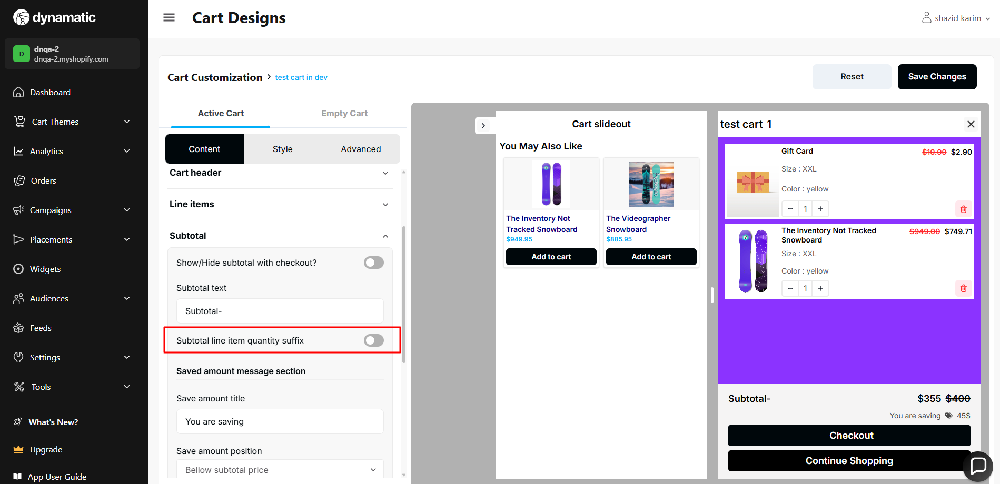 dynamatic
D
dnqa-2
dnqa-2.myshopify.com
Dashboard
Cart Themes
Analytics
Orders
Campaigns
Placements
Widgets
Audiences
Feeds
Settings
Tools
What's New?
Upgrade
App User Guide
Cart Designs
shazid karim
Cart Customization > test cart in dev
Reset
Save Changes
Active Cart
Empty Cart
Content
Style
Advanced
Cart header
Line items
Subtotal
Show/Hide subtotal with checkout?
Subtotal text
Subtotal-
Subtotal line item quantity suffix
Saved amount message section
Save amount title
You are saving
Save amount position
Bellow subtotal price
Cart slideout
You May Also Like
The Inventory Not
Tracked Snowboard
$949.95
Add to cart
The Videographer
Snowboard
$885.95
Add to cart
test cart 1
Gift Card
$10.00 $2.90
Size : XXL
Color : yellow
1
The Inventory Not Tracked
Snowboard
$949.00 $749.71
Size : XXL
Color : yellow
1
Subtotal-
$355 $400
You are saving 45$
Checkout
Continue Shopping